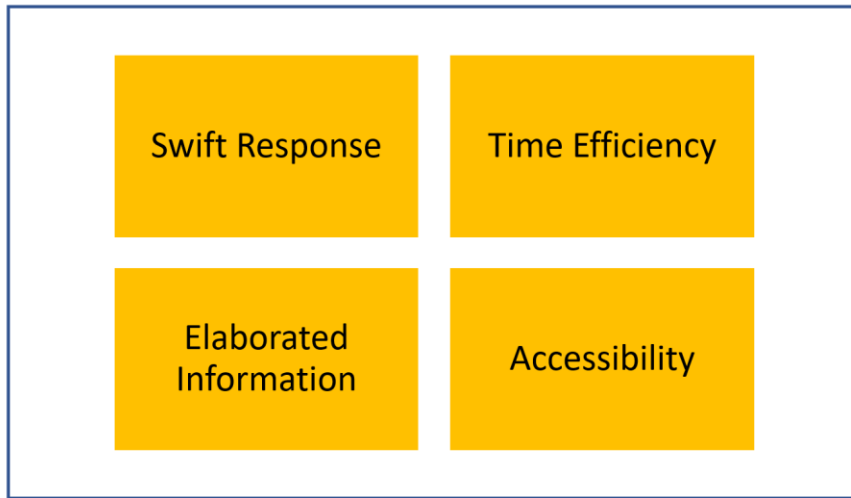 Swift Response
Time Efficiency
Elaborated
Information
Accessibility